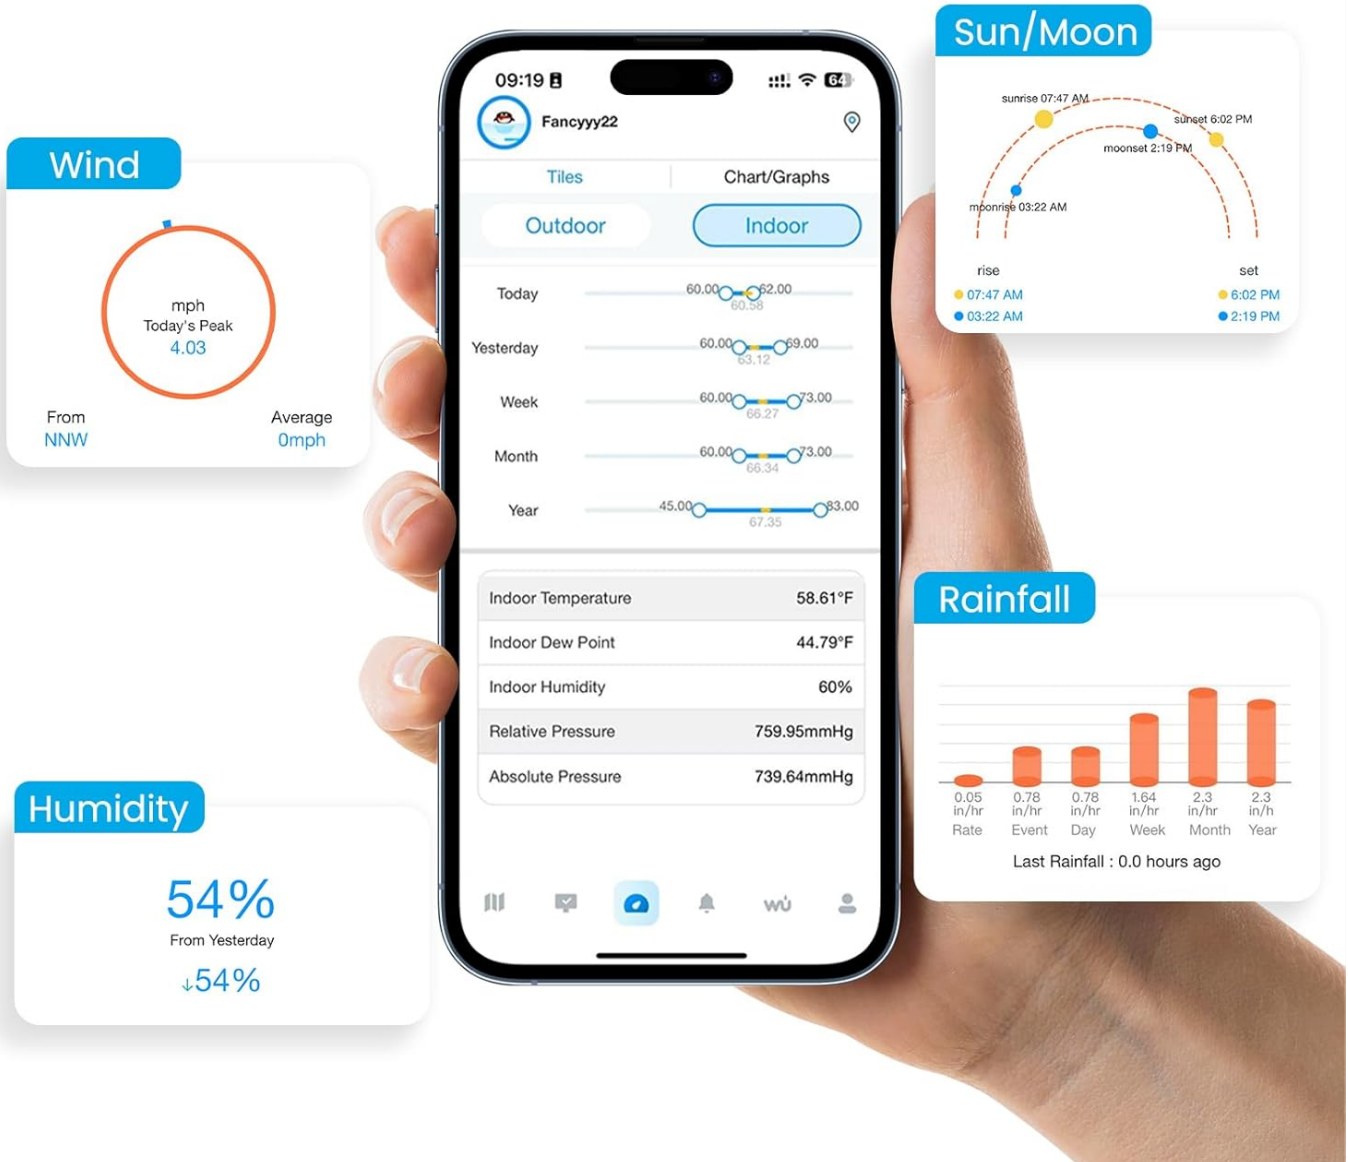 Wind
mph
Today's Peak
4.03
From
Average
NNW
0mph
Humidity
54%
From Yesterday
↓54%
09:19
64
Fancyyy22
Tiles
Chart/Graphs
Outdoor
Indoor
Today 60.00 62.00
60.58
Yesterday 60.00 69.00
63.12
Week 60.00 73.00
66.27
Month 60.00 73.00
66.34
Year 45.00 83.00
67.35
Indoor Temperature 58.61°F
Indoor Dew Point 44.79°F
Indoor Humidity 60%
Relative Pressure 759.95mmHg
Absolute Pressure 739.64mmHg
wu
Sun/Moon
sunrise 07:47 AM
sunset 6:02 PM
moonset 2:19 PM
moonrise 03:22 AM
rise
set
07:47 AM
6:02 PM
03:22 AM
2:19 PM
Rainfall
0.05 0.78 0.78 1.64 2.3 2.3
in/hr in/hr in/hr in/hr in/hr in/h
Rate Event Day Week Month Year
Last Rainfall : 0.0 hours ago